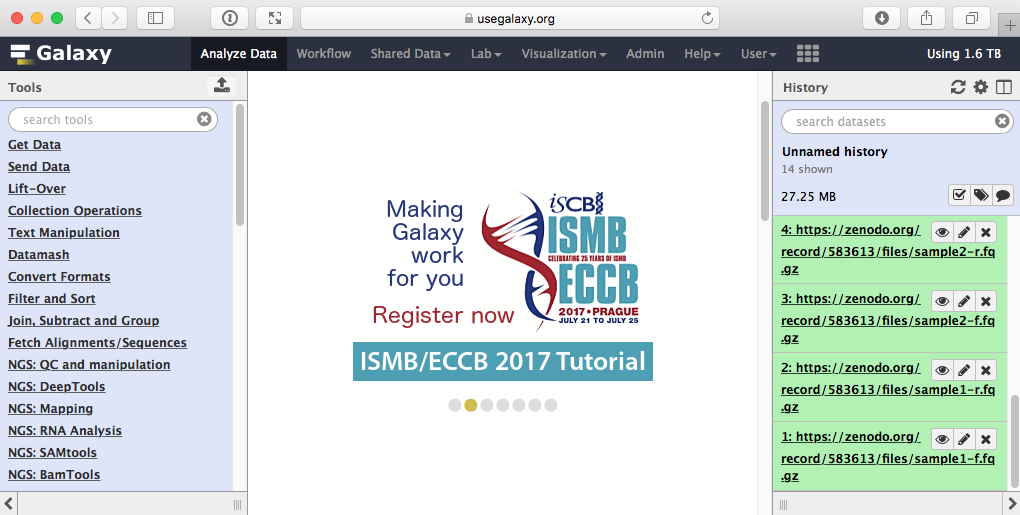 usegalaxy.org
Galaxy
Analyze Data
Workflow
Shared Data
Lab
Visualization
Admin
Help
User
Using 1.6 TB
Tools
search tools
Get Data
Send Data
Lift-Over
Collection Operations
Text Manipulation
Datamash
Convert Formats
Filter and Sort
Join, Subtract and Group
Fetch Alignments/Sequences
NGS: QC and manipulation
NGS: DeepTools
NGS: Mapping
NGS: RNA Analysis
NGS: SAMtools
NGS: BamTools
Making
Galaxy
work
for you
Register now
isCB
ISMB
CELEBRATING 25 YEARS OF ISMB
ECCB
2017 • PRAGUE
JULY 21 TO JULY 25
ISMB/ECCB 2017 Tutorial
History
search datasets
Unnamed history
14 shown
27.25 MB
4: https://zenodo.org/
record/583613/files/sample2-r.fq
.gz
3: https://zenodo.org/
record/583613/files/sample2-f.fq
.gz
2: https://zenodo.org/
record/583613/files/sample1-r.fq
.gz
1: https://zenodo.org/
record/583613/files/sample1-f.fq
.gz